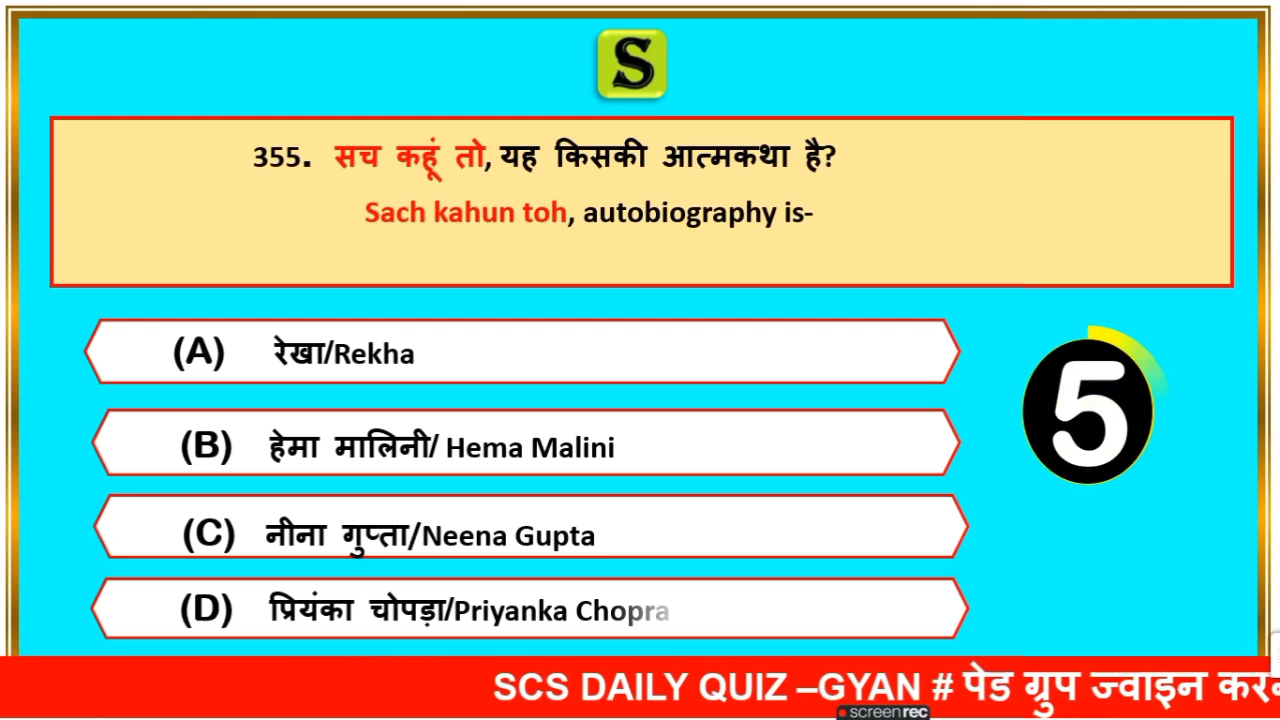 S
355. सच कहूं तो, यह किसकी आत्मकथा है?
Sach kahun toh, autobiography is-
(A) रेखा/Rekha
(B) हेमा मालिनी/ Hema Malini
5
(C) नीना गुप्ता/Neena Gupta
(D) प्रियंका चोपड़ा/Priyanka Chopra
SCS DAILY QUIZ –GYAN # पेड ग्रुप ज्वाइन
screenrec